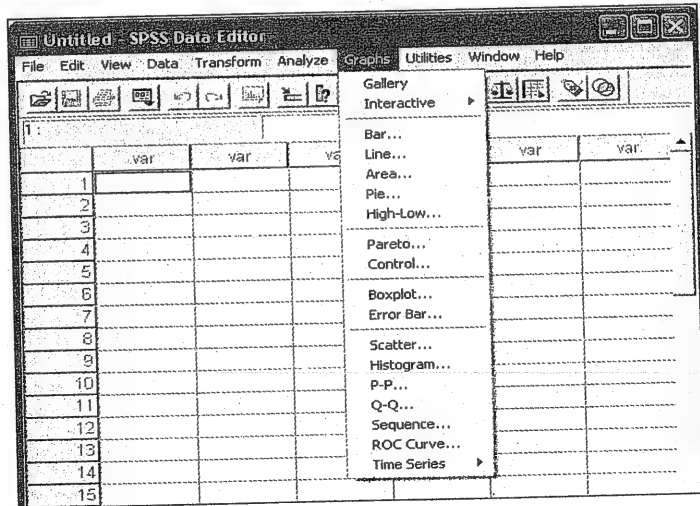 Untitled - SPSS Data Editor
File Edit View Data Transform Analyze Graphs Utilities Window Help
1 :
var var va var var
1
2
3
4
5
6
7
8
9
10
11
12
13
14
15
Gallery
Interactive
Bar...
Line...
Area...
Pie...
High-Low...
Pareto...
Control...
Boxplot...
Error Bar...
Scatter...
Histogram...
P-P...
Q-Q...
Sequence...
ROC Curve...
Time Series